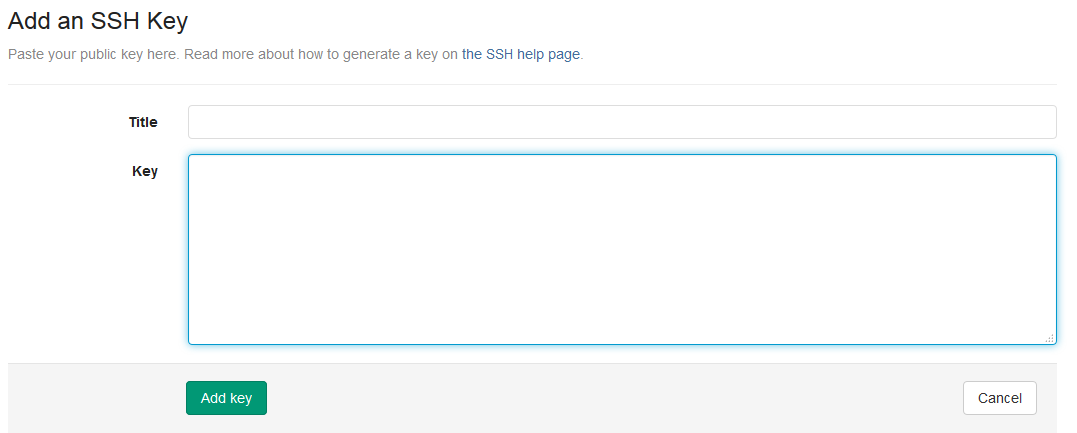 Add an SSH Key
Paste your public key here. Read more about how to generate a key on the SSH help page.
Title
Key
Add key
Cancel